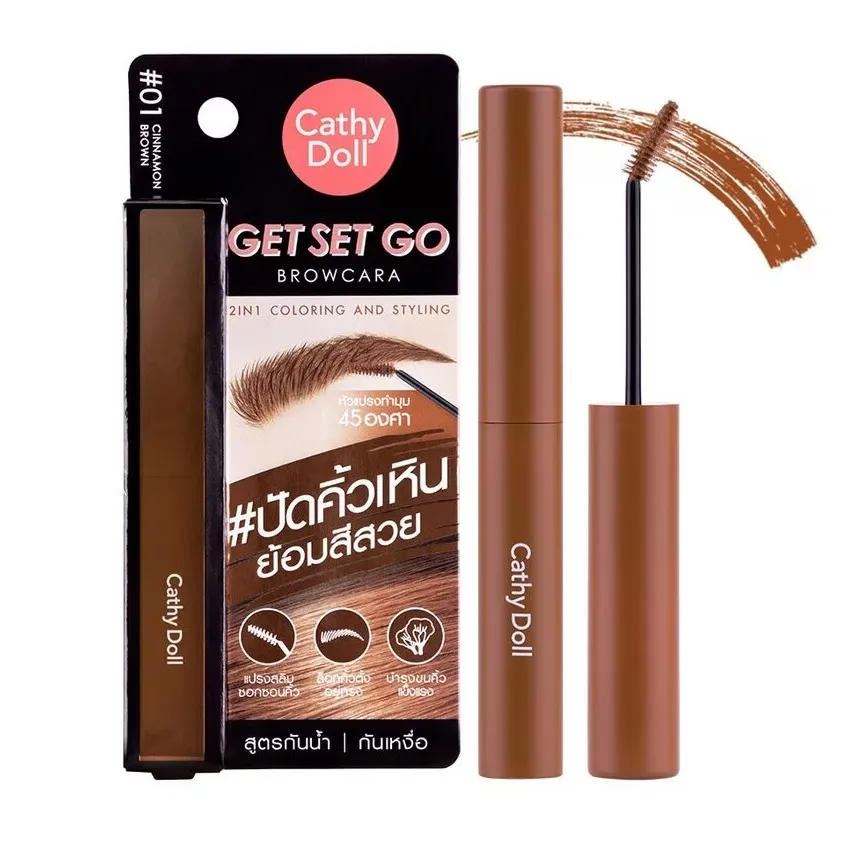 #01
CINNAMON
BROWN
Cathy
Doll
GET SET GO
BROWCARA
2IN1 COLORING AND STYLING
หัวแปรงทำมุม
45 องศา
#ปัดคิ้วเหิน
ย้อมสีสวย
แปรงสลิม
ซอกซอนคิ้ว
ล็อกคิ้วตั้ง
อยู่ทรง
บำรุงขนคิ้ว
แข็งแรง
สูตรกันน้ำ | กันเหงื่อ
Cathy Doll
Cathy Doll